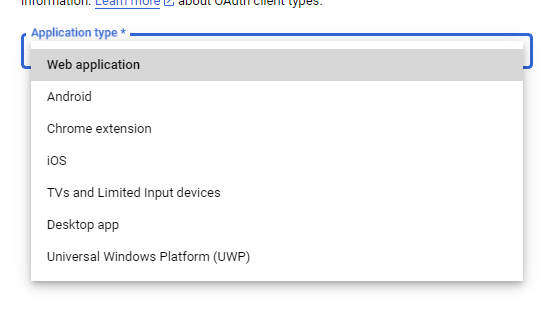 information. Learn more about OAuth client types.
Application type *
Web application
Android
Chrome extension
iOS
TVs and Limited Input devices
Desktop app
Universal Windows Platform (UWP)